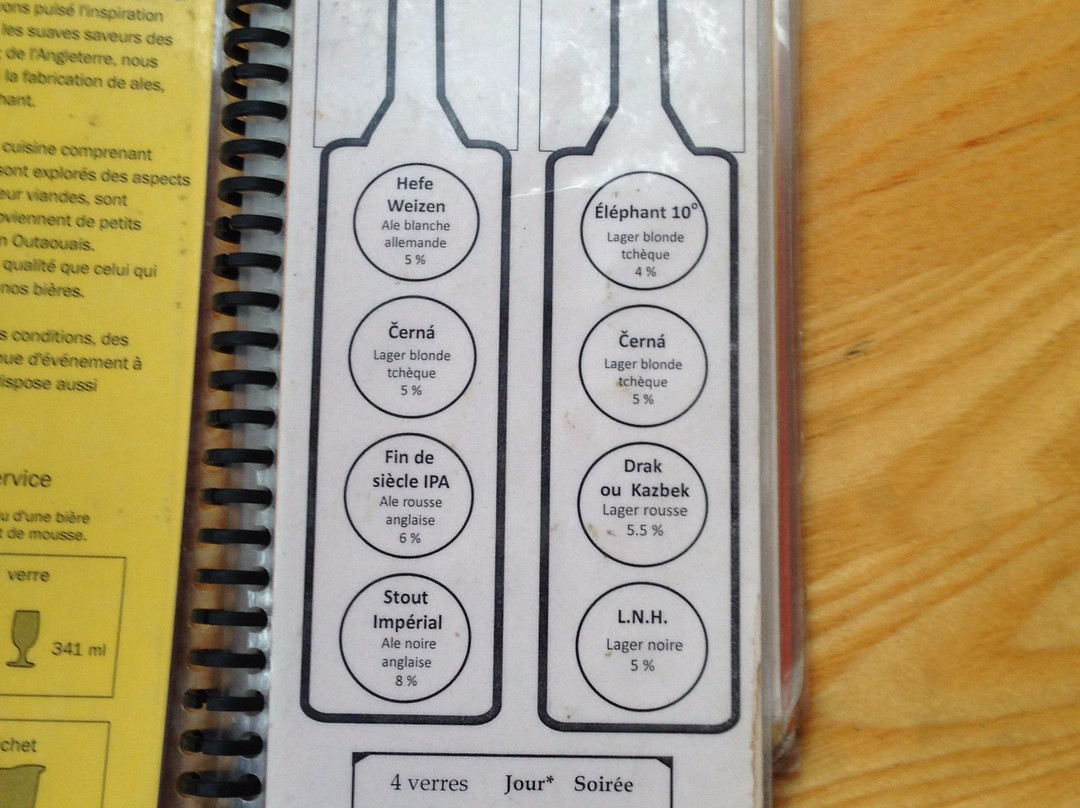 ons puisé l'inspiration
les suaves saveurs des
de l'Angleterre, nous
la fabrication de ales,
hant.
cuisine comprenant
sont explorés des aspects
eur viandes, sont
oviennent de petits
n Outaouais.
qualité que celui qui
nos bières.
s conditions, des
que d'événement à
dispose aussi
ervice
u d'une bière
t de mousse.
verre
341 ml
chet
Hefe
Weizen
Ale blanche
allemande
5 %
Černá
Lager blonde
tchèque
5 %
Fin de
siècle IPA
Ale rousse
anglaise
6 %
Stout
Impérial
Ale noire
anglaise
8 %
Éléphant 10°
Lager blonde
tchèque
4 %
Černá
Lager blonde
tchèque
5 %
Drak
ou Kazbek
Lager rousse
5.5 %
L.N.H.
Lager noire
5 %
4 verres Jour* Soirée